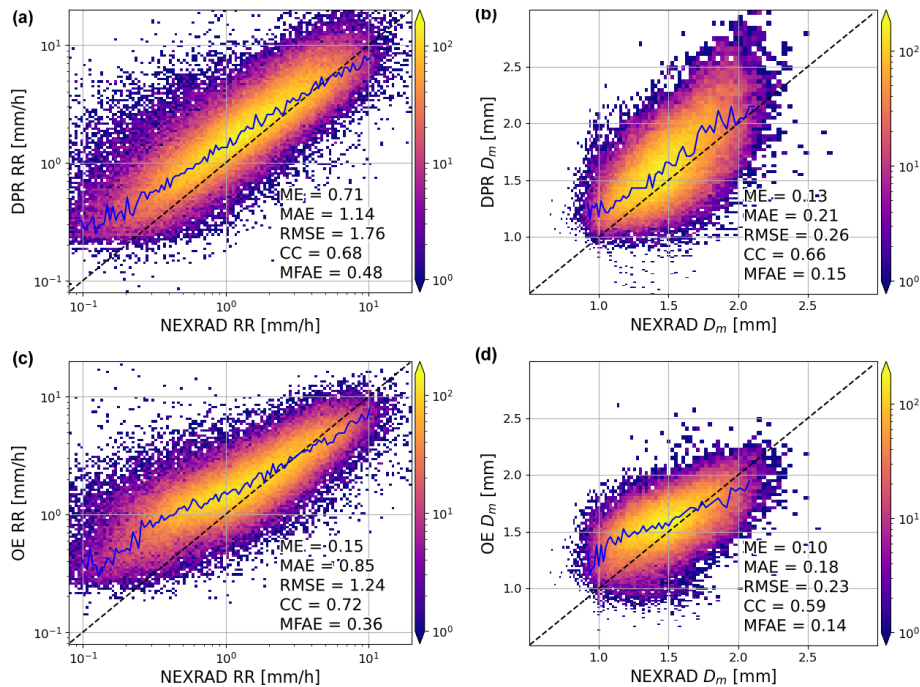 (a)
DPR RR [mm/h]
10¹
10⁰
10⁻¹
ME = 0.71
MAE = 1.14
RMSE = 1.76
CC = 0.68
MFAE = 0.48
10⁻¹ 10⁰ 10¹
NEXRAD RR [mm/h]
10²
10¹
10⁰
(b)
DPR Dₘ [mm]
2.5
2.0
1.5
1.0
ME = 0.13
MAE = 0.21
RMSE = 0.26
CC = 0.66
MFAE = 0.15
1.0 1.5 2.0 2.5
NEXRAD Dₘ [mm]
10²
10¹
10⁰
(c)
OE RR [mm/h]
10¹
10⁰
10⁻¹
ME = 0.15
MAE = 0.85
RMSE = 1.24
CC = 0.72
MFAE = 0.36
10⁻¹ 10⁰ 10¹
NEXRAD RR [mm/h]
10²
10¹
10⁰
(d)
OE Dₘ [mm]
2.5
2.0
1.5
1.0
ME = 0.10
MAE = 0.18
RMSE = 0.23
CC = 0.59
MFAE = 0.14
1.0 1.5 2.0 2.5
NEXRAD Dₘ [mm]
10²
10¹
10⁰